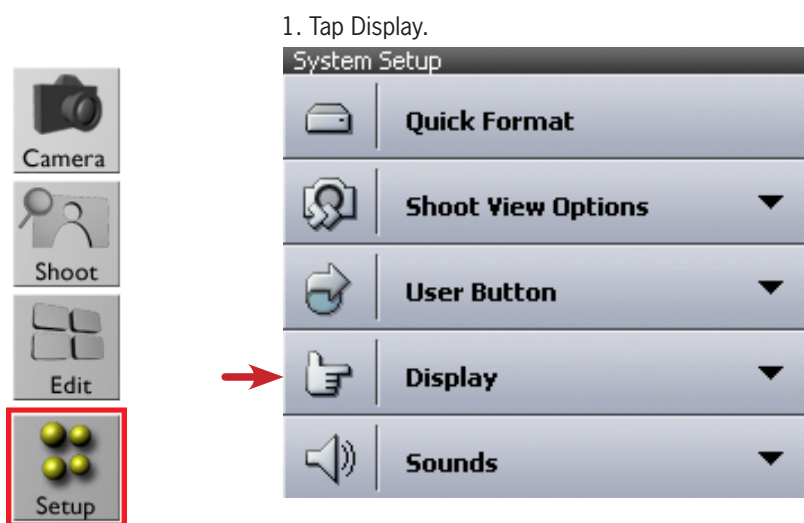 1. Tap Display.
System Setup
Quick Format
Shoot View Options
User Button
Display
Sounds
Camera
Shoot
Edit
Setup